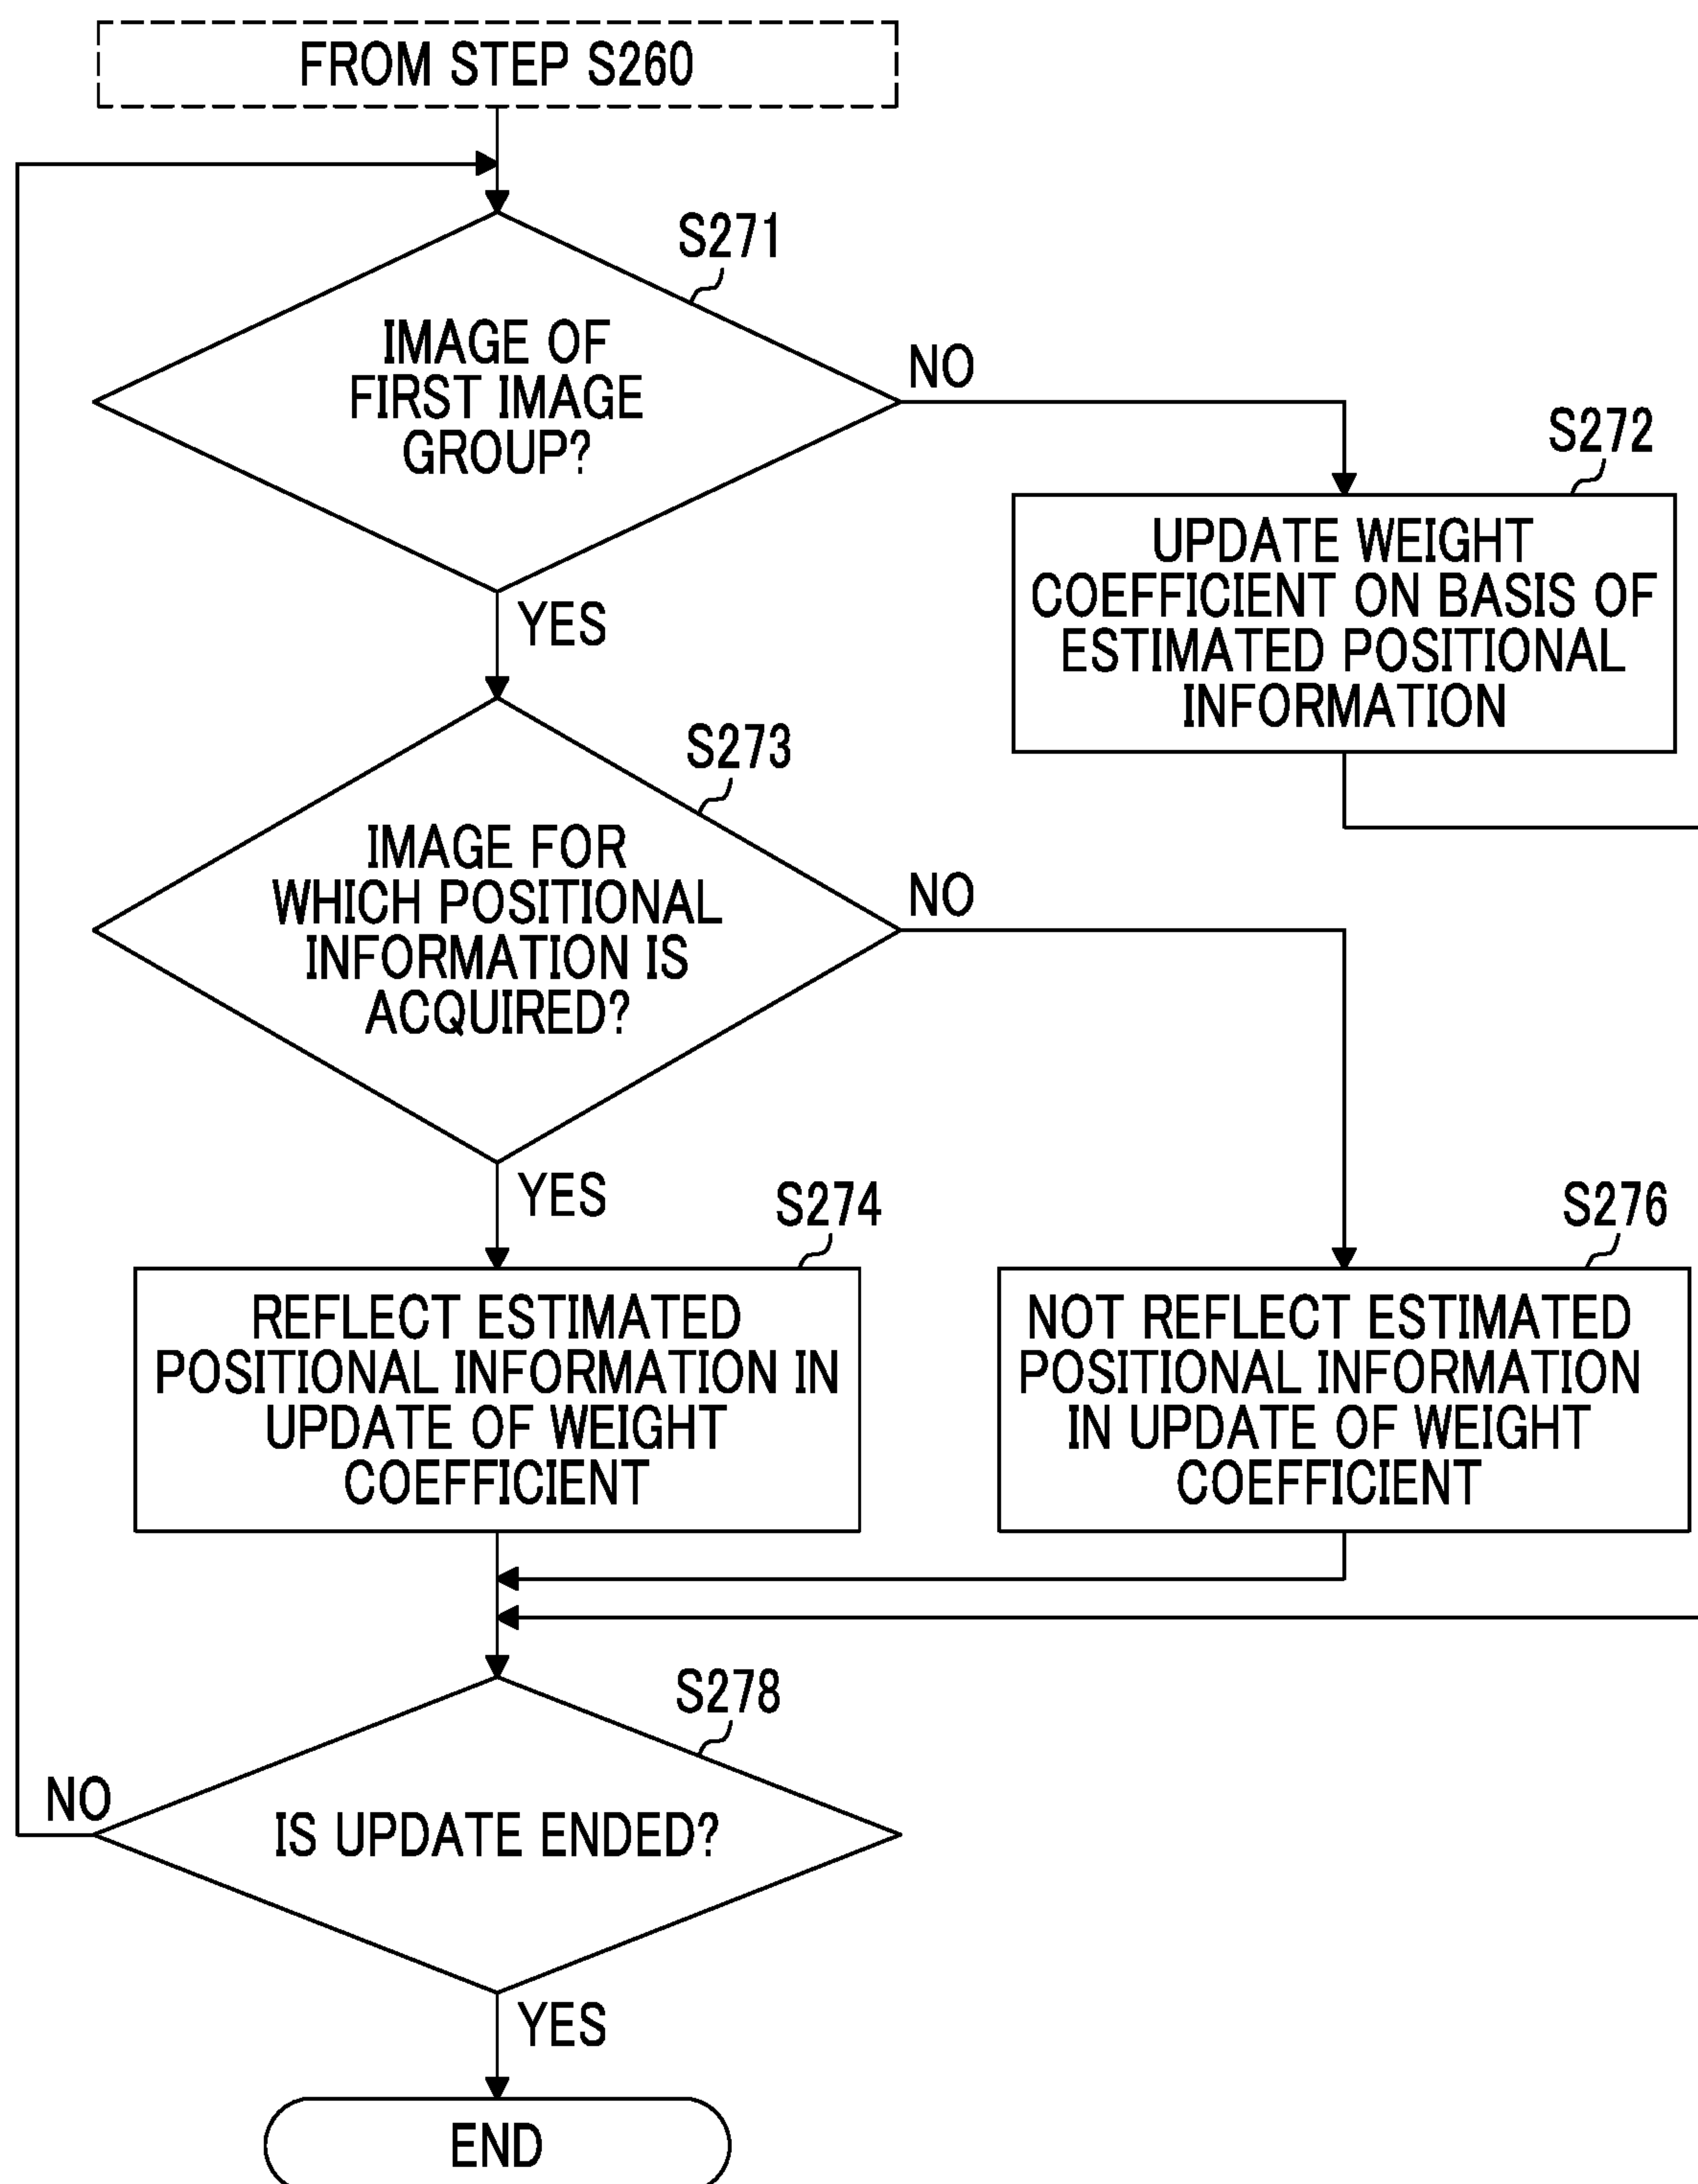 FROM STEP S260
S271
IMAGE OF
FIRST IMAGE
GROUP?
NO
S272
UPDATE WEIGHT
COEFFICIENT ON BASIS OF
ESTIMATED POSITIONAL
INFORMATION
YES
S273
IMAGE FOR
WHICH POSITIONAL
INFORMATION IS
ACQUIRED?
NO
YES
S274
REFLECT ESTIMATED
POSITIONAL INFORMATION IN
UPDATE OF WEIGHT
COEFFICIENT
S276
NOT REFLECT ESTIMATED
POSITIONAL INFORMATION
IN UPDATE OF WEIGHT
COEFFICIENT
S278
NO
IS UPDATE ENDED?
YES
END